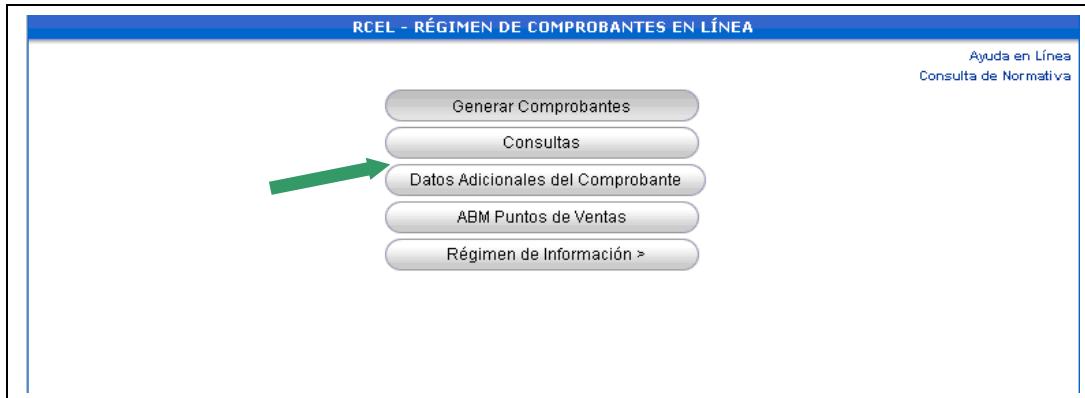 RCEL - RÉGIMEN DE COMPROBANTES EN LÍNEA
Ayuda en Línea
Consulta de Normativa
Generar Comprobantes
Consultas
Datos Adicionales del Comprobante
ABM Puntos de Ventas
Régimen de Información >